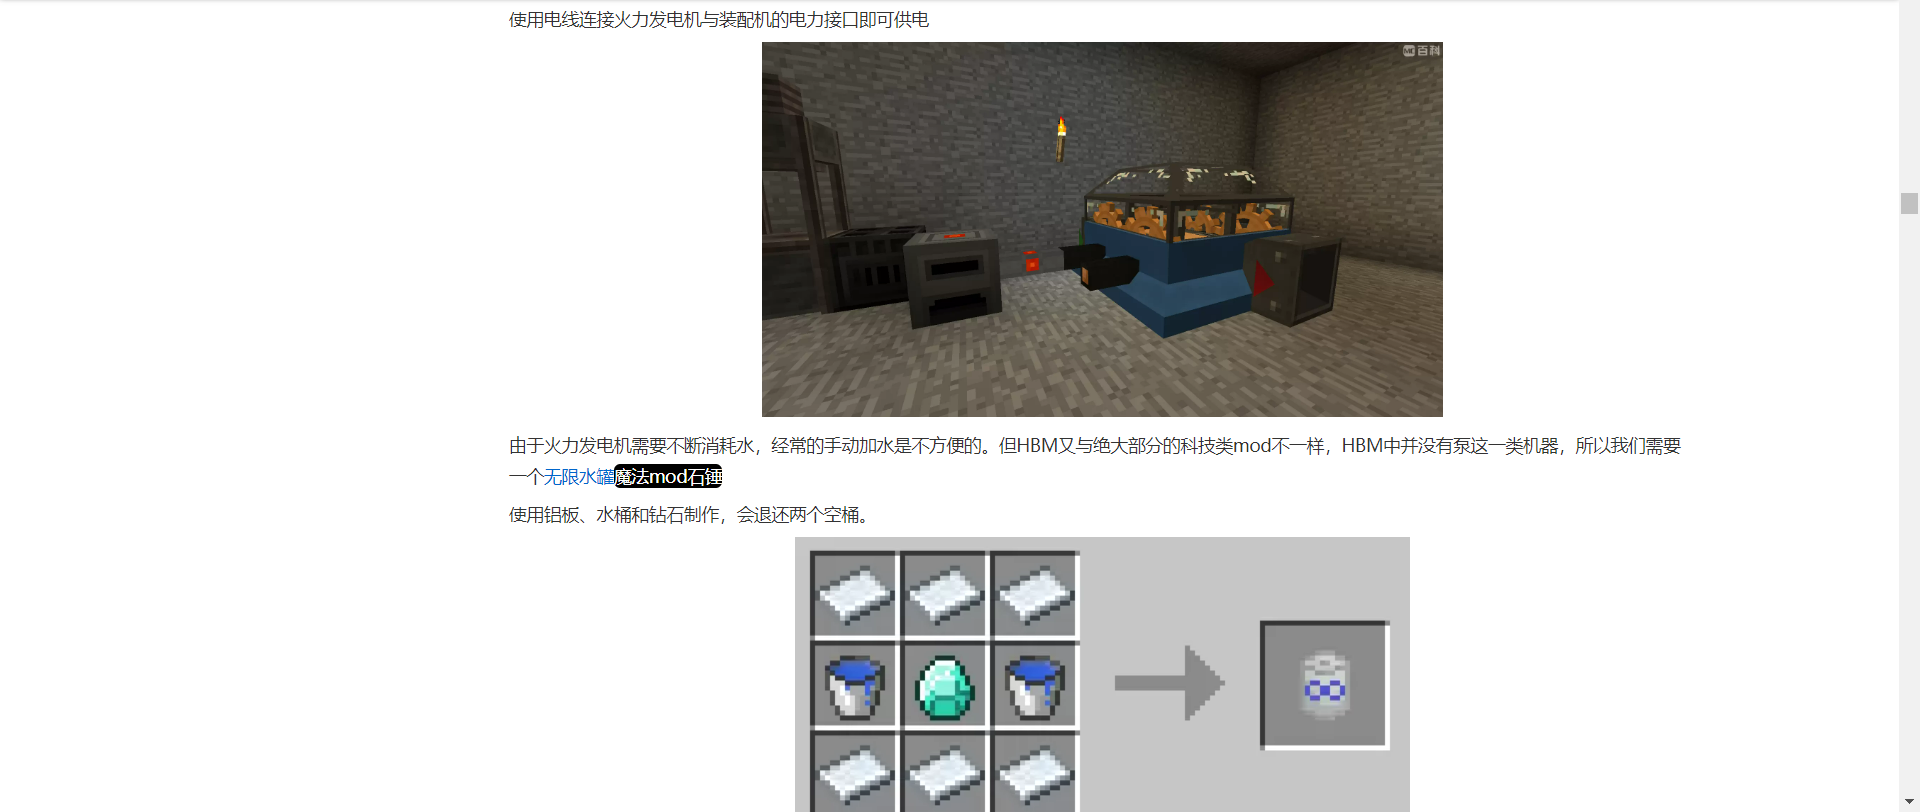 使用电线连接火力发电机与装配机的电力接口即可供电
MC百科
由于火力发电机需要不断消耗水，经常的手动加水是不方便的。但HBM又与绝大部分的科技类mod不一样，HBM中并没有泵这一类机器，所以我们需要
一个无限水罐魔法mod石锤
使用铝板、水桶和钻石制作，会退还两个空桶。